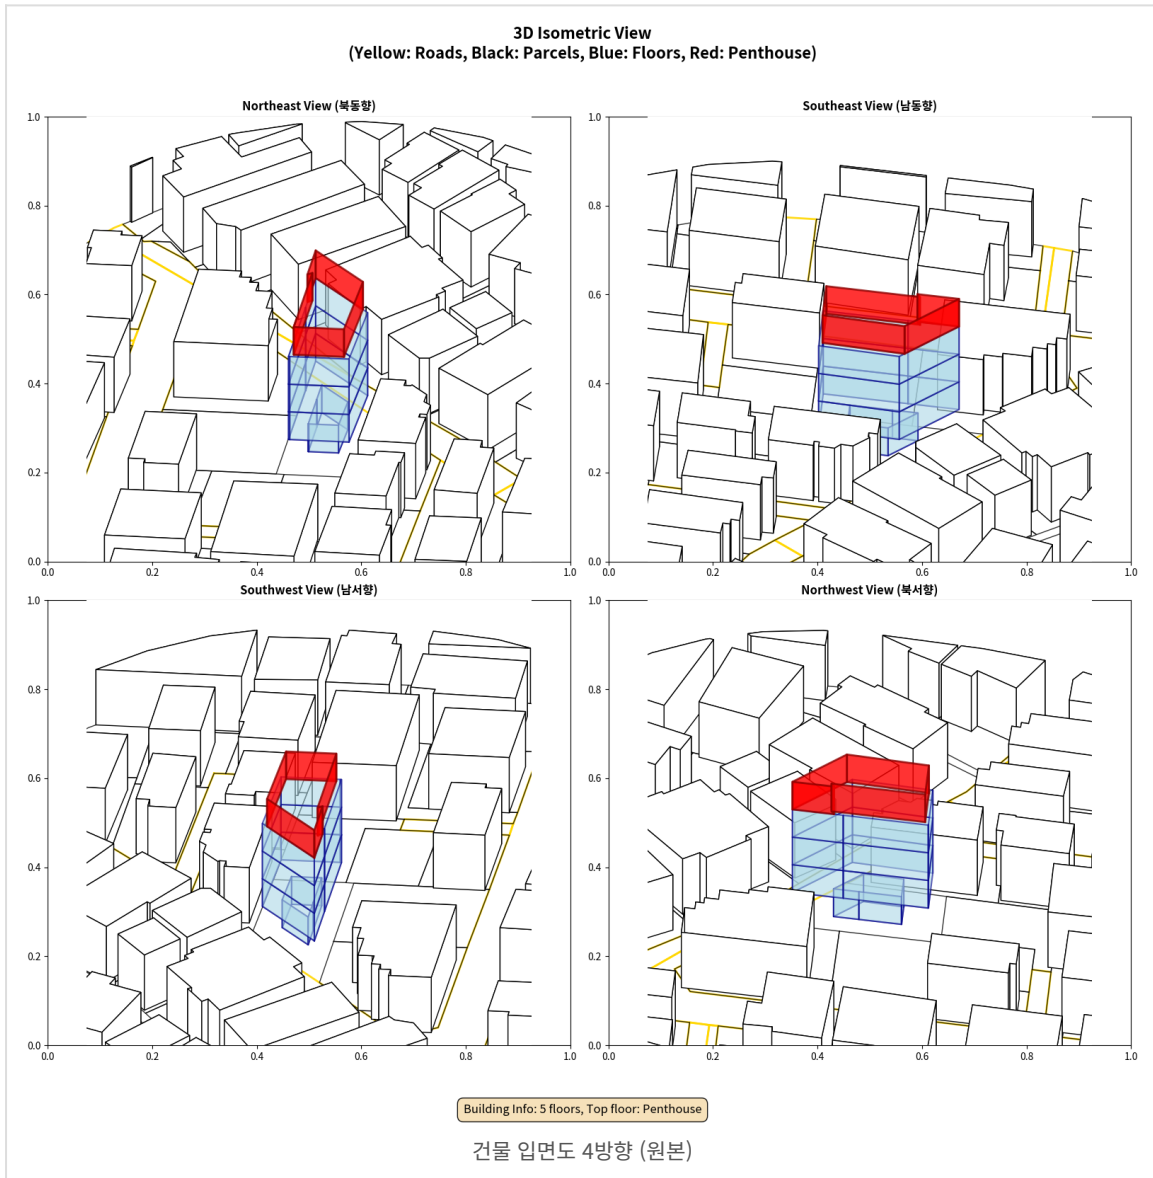 3D Isometric View
(Yellow: Roads, Black: Parcels, Blue: Floors, Red: Penthouse)
Northeast View (북동향)
1.0
0.8
0.6
0.4
0.2
0.0
0.0 0.2 0.4 0.6 0.8 1.0
Southeast View (남동향)
1.0
0.8
0.6
0.4
0.2
0.0
0.0 0.2 0.4 0.6 0.8 1.0
Southwest View (남서향)
1.0
0.8
0.6
0.4
0.2
0.0
0.0 0.2 0.4 0.6 0.8 1.0
Northwest View (북서향)
1.0
0.8
0.6
0.4
0.2
0.0
0.0 0.2 0.4 0.6 0.8 1.0
Building Info: 5 floors, Top floor: Penthouse
건물 입면도 4방향 (원본)